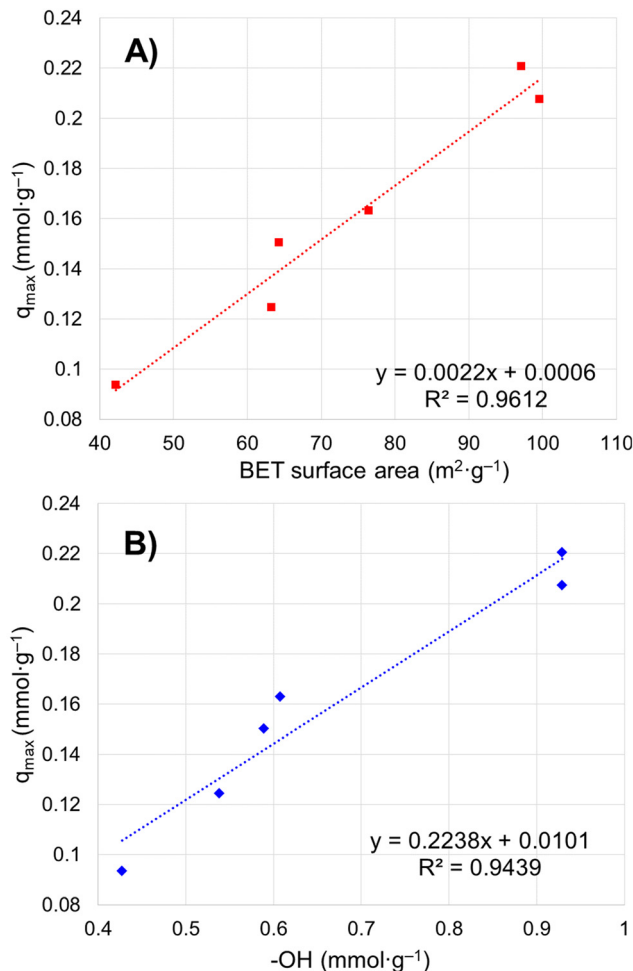 A)
0.24
0.22
0.2
0.18
0.16
0.14
0.12
0.1
0.08
qmax (mmol·g⁻¹)
y = 0.0022x + 0.0006
R² = 0.9612
40 50 60 70 80 90 100 110
BET surface area (m²·g⁻¹)
B)
0.24
0.22
0.2
0.18
0.16
0.14
0.12
0.1
0.08
qmax (mmol·g⁻¹)
y = 0.2238x + 0.0101
R² = 0.9439
0.4 0.5 0.6 0.7 0.8 0.9 1
-OH (mmol·g⁻¹)